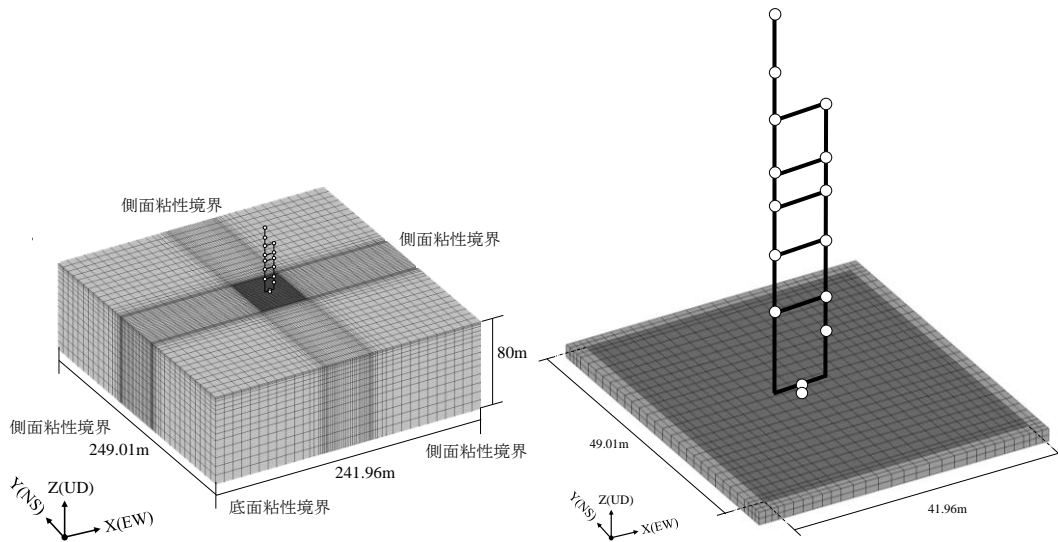 側面粘性境界
側面粘性境界
80m
側面粘性境界
249.01m
241.96m
側面粘性境界
底面粘性境界
Y(NS)
Z(UD)
X(EW)
49.01m
41.96m
Y(NS)
Z(UD)
X(EW)